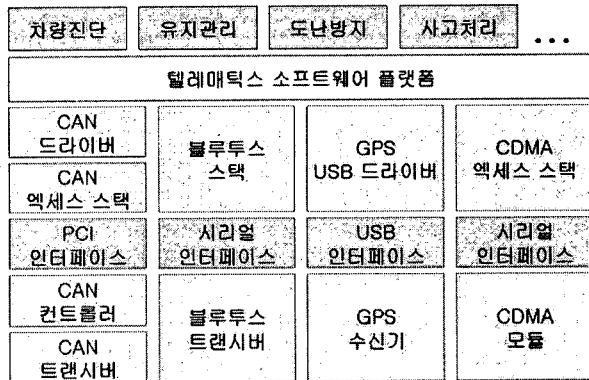 차량진단 유지관리 도난방지 사고처리 ...
텔레매틱스 소프트웨어 플랫폼
CAN
드라이버
CAN
엑세스 스택
블루투스
스택
GPS
USB 드라이버
CDMA
엑세스 스택
PCI
인터페이스
시리얼
인터페이스
USB
인터페이스
시리얼
인터페이스
CAN
컨트롤러
CAN
트랜시버
블루투스
트랜시버
GPS
수신기
CDMA
모듈